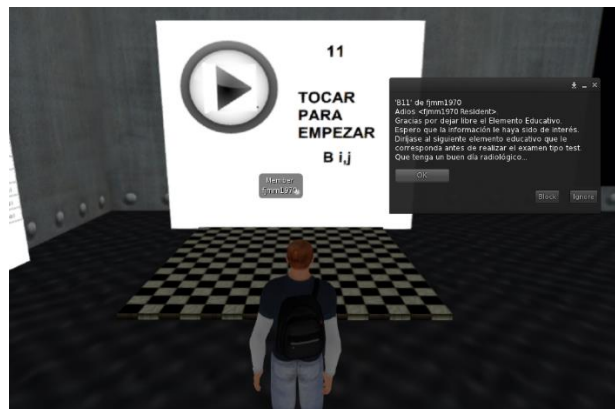 11
TOCAR
PARA
EMPEZAR
B i,j
Member
fjmm1970
'B11' de fjmm1970
Adios <fjmm1970 Resident>
Gracias por dejar libre el Elemento Educativo.
Espero que la información le haya sido de interés.
Diríjase al siguiente elemento educativo que le
corresponda antes de realizar el examen tipo test.
Que tenga un buen día radiológico...
OK
Block Ignore